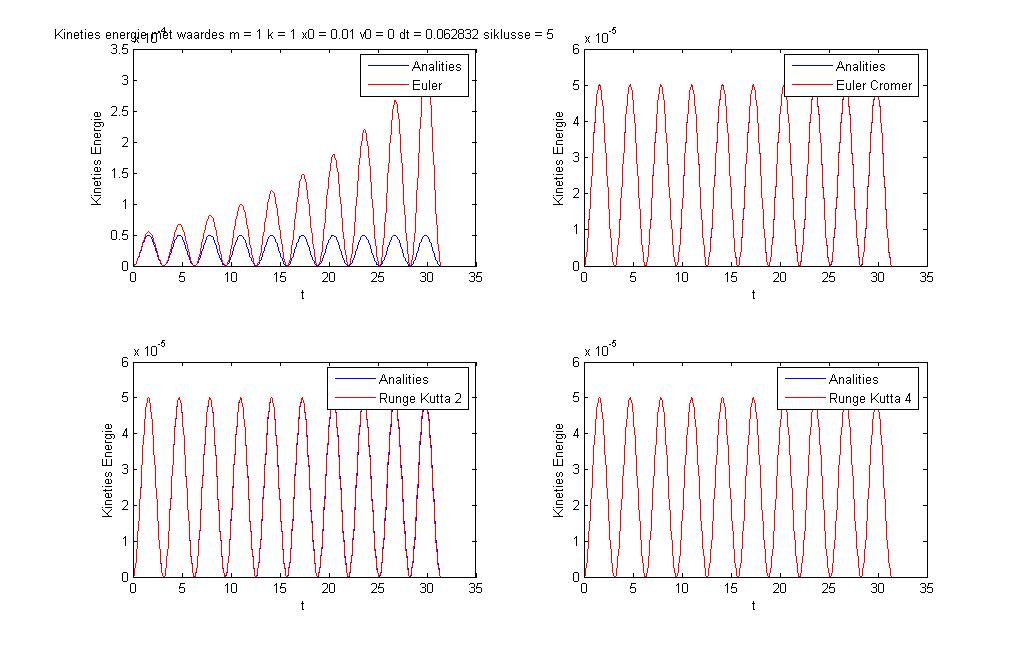 Kineties energie met waardes m = 1 k = 1 x0 = 0.01 v0 = 0 dt = 0.062832 siklusse = 5
x 10^-4
3.5
3
2.5
2
1.5
1
0.5
0
Kineties Energie
0 5 10 15 20 25 30 35
t
Analities
Euler
x 10^-5
6
5
4
3
2
1
0
Kineties Energie
0 5 10 15 20 25 30 35
t
Analities
Euler Cromer
x 10^-5
6
5
4
3
2
1
0
Kineties Energie
0 5 10 15 20 25 30 35
t
Analities
Runge Kutta 2
x 10^-5
6
5
4
3
2
1
0
Kineties Energie
0 5 10 15 20 25 30 35
t
Analities
Runge Kutta 4